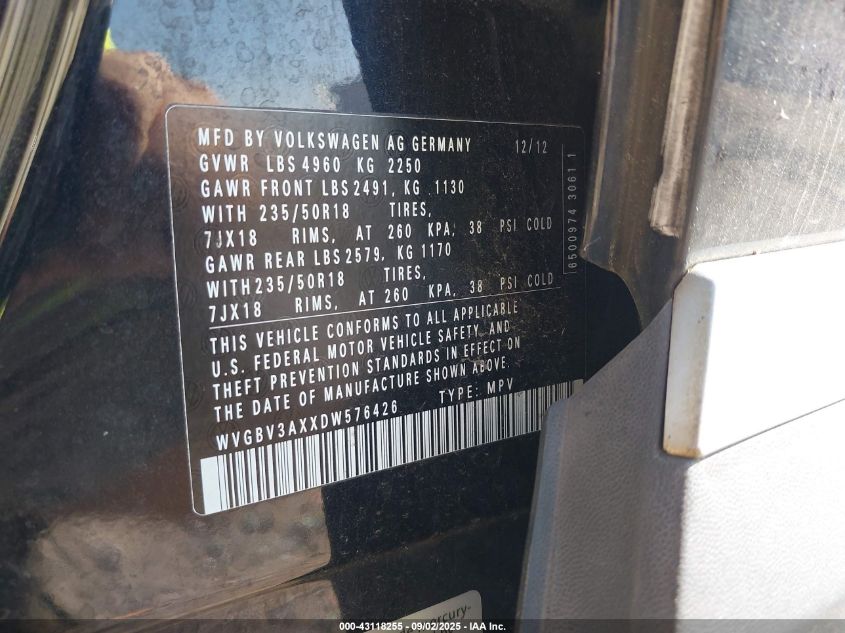 MFD BY VOLKSWAGEN AG GERMANY 12/12
GVWR LBS 4960 KG 2250
GAWR FRONT LBS 2491, KG 1130
WITH 235/50R18 TIRES,
7JX18 RIMS, AT 260 KPA, 38 PSI COLD
GAWR REAR LBS 2579, KG 1170
WITH 235/50R18 TIRES,
7JX18 RIMS, AT 260 KPA, 38 PSI COLD
THIS VEHICLE CONFORMS TO ALL APPLICABLE
U.S. FEDERAL MOTOR VEHICLE SAFETY, AND
THEFT PREVENTION STANDARDS IN EFFECT ON
THE DATE OF MANUFACTURE SHOWN ABOVE.
WVGBV3AXXDW576426 TYPE: MPV
6500974 3061 1
000-43118255 - 09/02/2025 - IAA Inc.